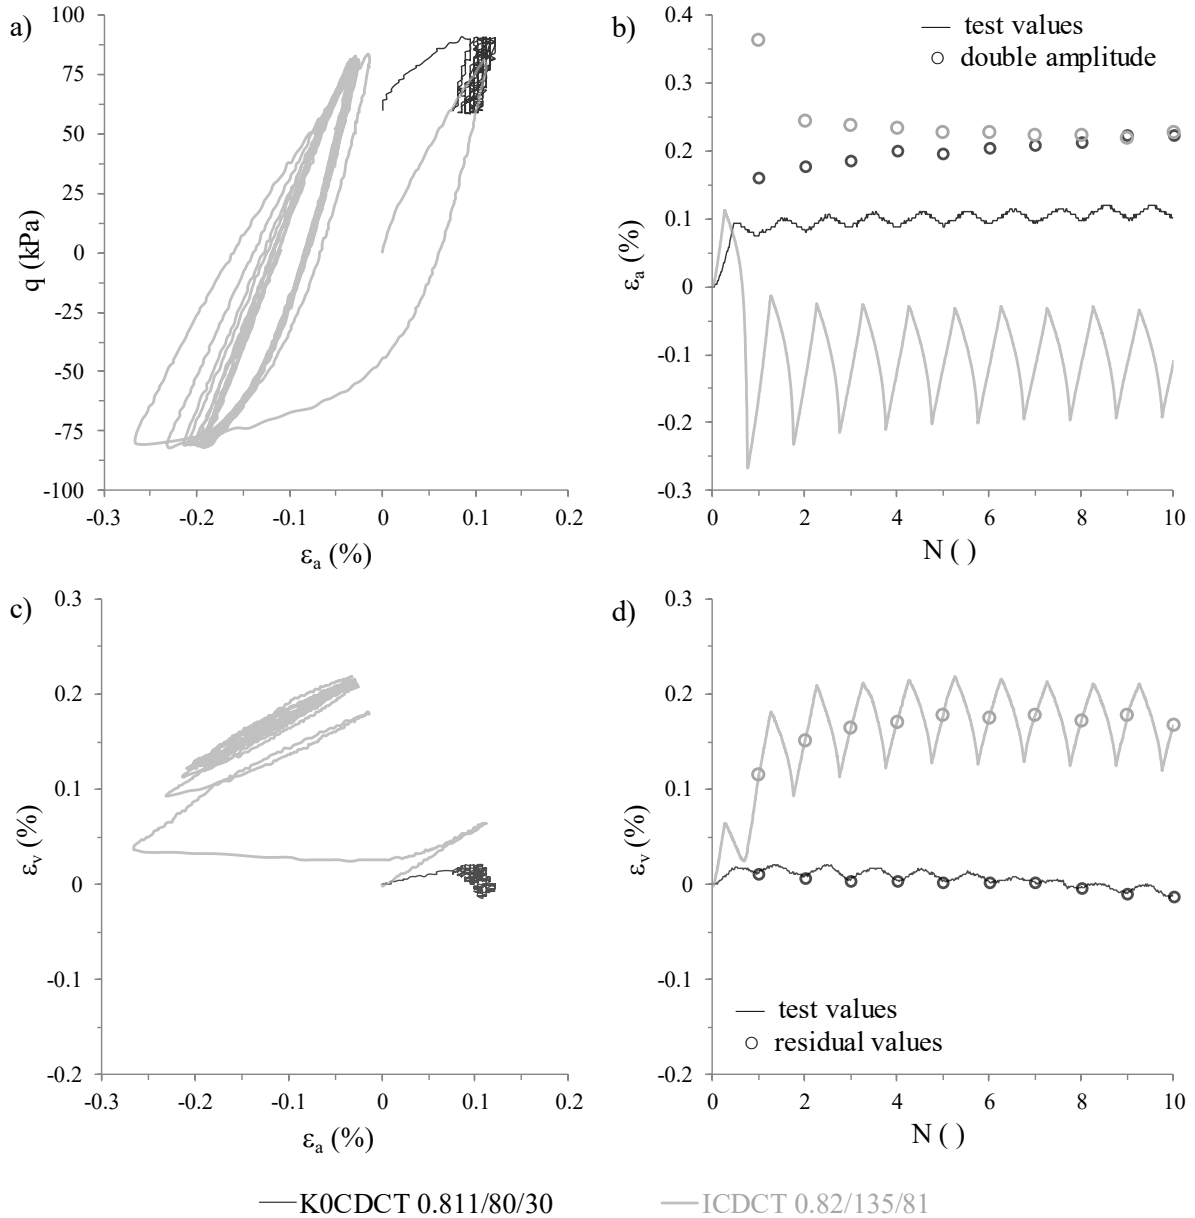 a)
100
75
50
25
0
-25
-50
-75
-100
q (kPa)
-0.3
-0.2
-0.1
0
0.1
0.2
εa (%)
b)
0.4
0.3
0.2
0.1
0
-0.1
-0.2
-0.3
εa (%)
test values
double amplitude
0
2
4
6
8
10
N ( )
c)
0.3
0.2
0.1
0
-0.1
-0.2
εv (%)
-0.3
-0.2
-0.1
0
0.1
0.2
εa (%)
d)
0.3
0.2
0.1
0
-0.1
-0.2
εv (%)
test values
residual values
0
2
4
6
8
10
N ( )
K0CDCT 0.811/80/30
ICDCT 0.82/135/81